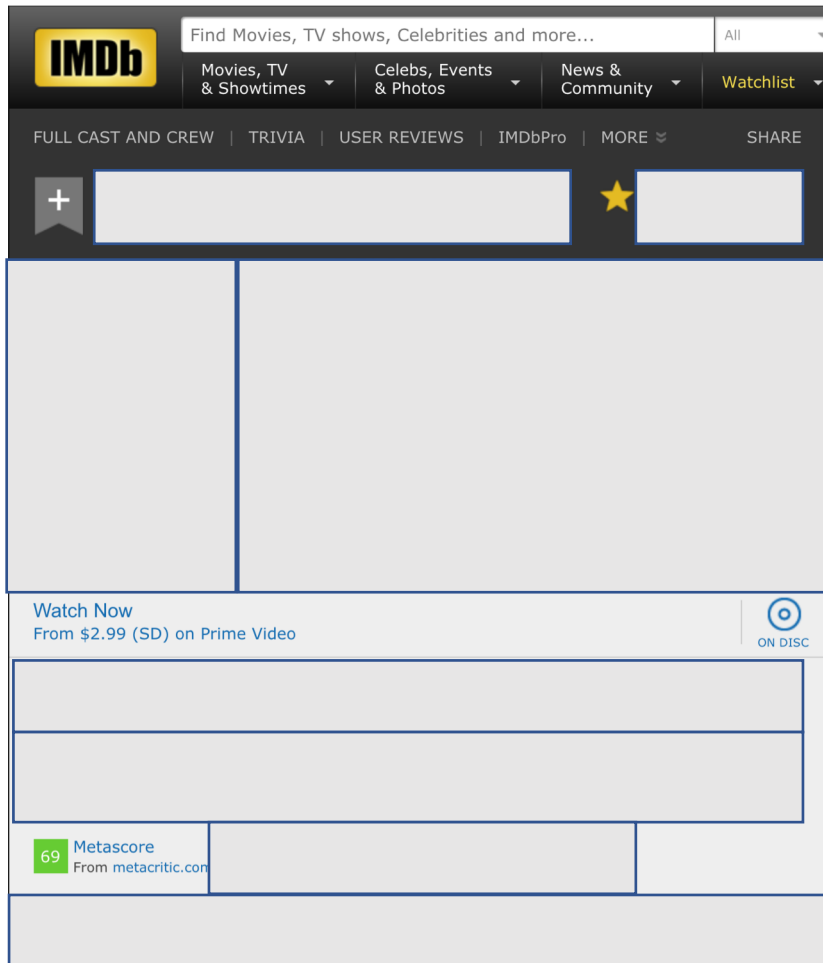 IMDb
Find Movies, TV shows, Celebrities and more...
All
Movies, TV
& Showtimes
Celebs, Events
& Photos
News &
Community
Watchlist
FULL CAST AND CREW | TRIVIA | USER REVIEWS | IMDbPro | MORE
SHARE
Watch Now
From $2.99 (SD) on Prime Video
ON DISC
69
Metascore
From metacritic.com